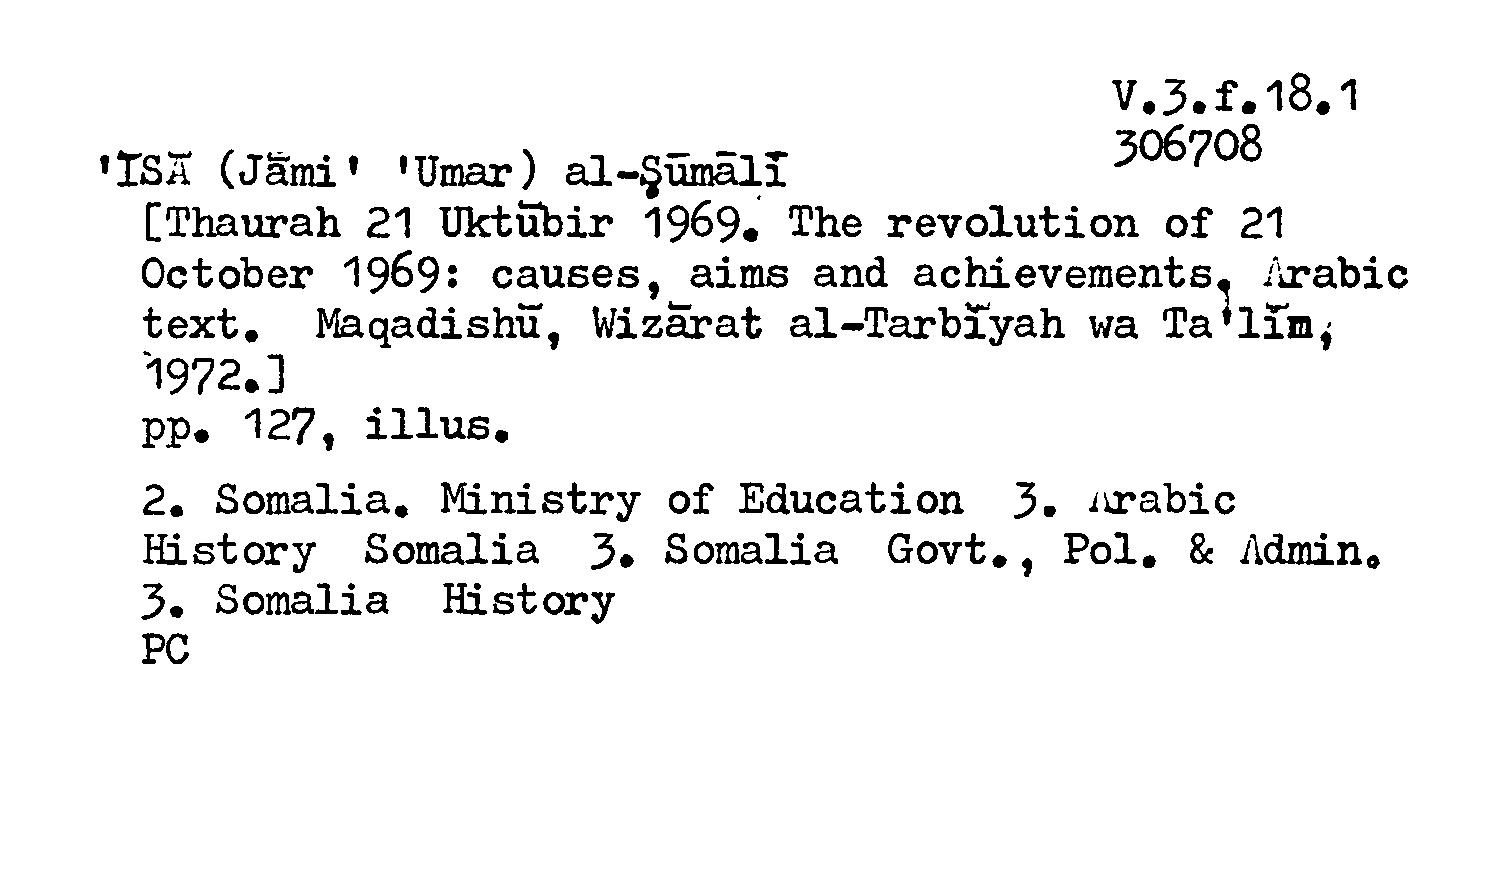 V.3.f.18.1
306708
'ĪSĀ (Jāmi' 'Umar) al-Ṣūmālī
[Thaurah 21 Uktūbir 1969. The revolution of 21
October 1969: causes, aims and achievements, Arabic
text. Maqadishū, Wizārat al-Tarbīyah wa Ta'līm,
1972.]
pp. 127, illus.
2. Somalia. Ministry of Education 3. Arabic
History Somalia 3. Somalia Govt., Pol. & Admin.
3. Somalia History
PC